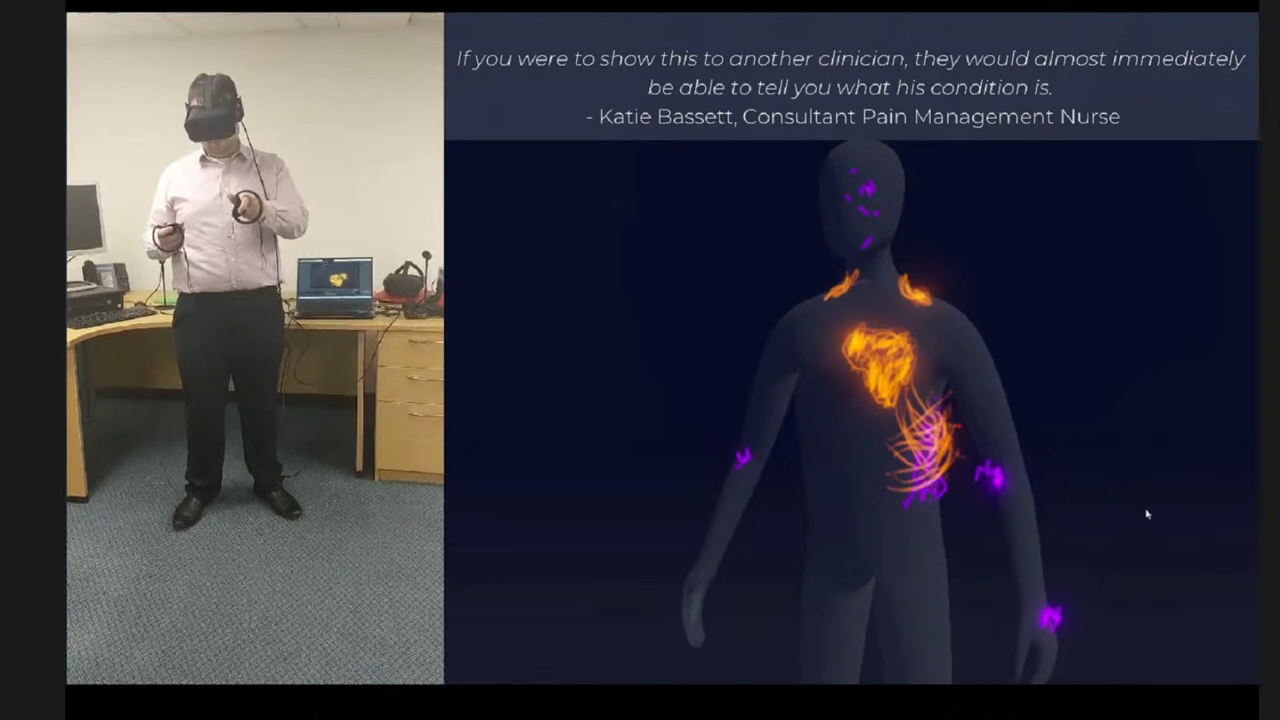 If you were to show this to another clinician, they would almost immediately
be able to tell you what his condition is.
- Katie Bassett, Consultant Pain Management Nurse